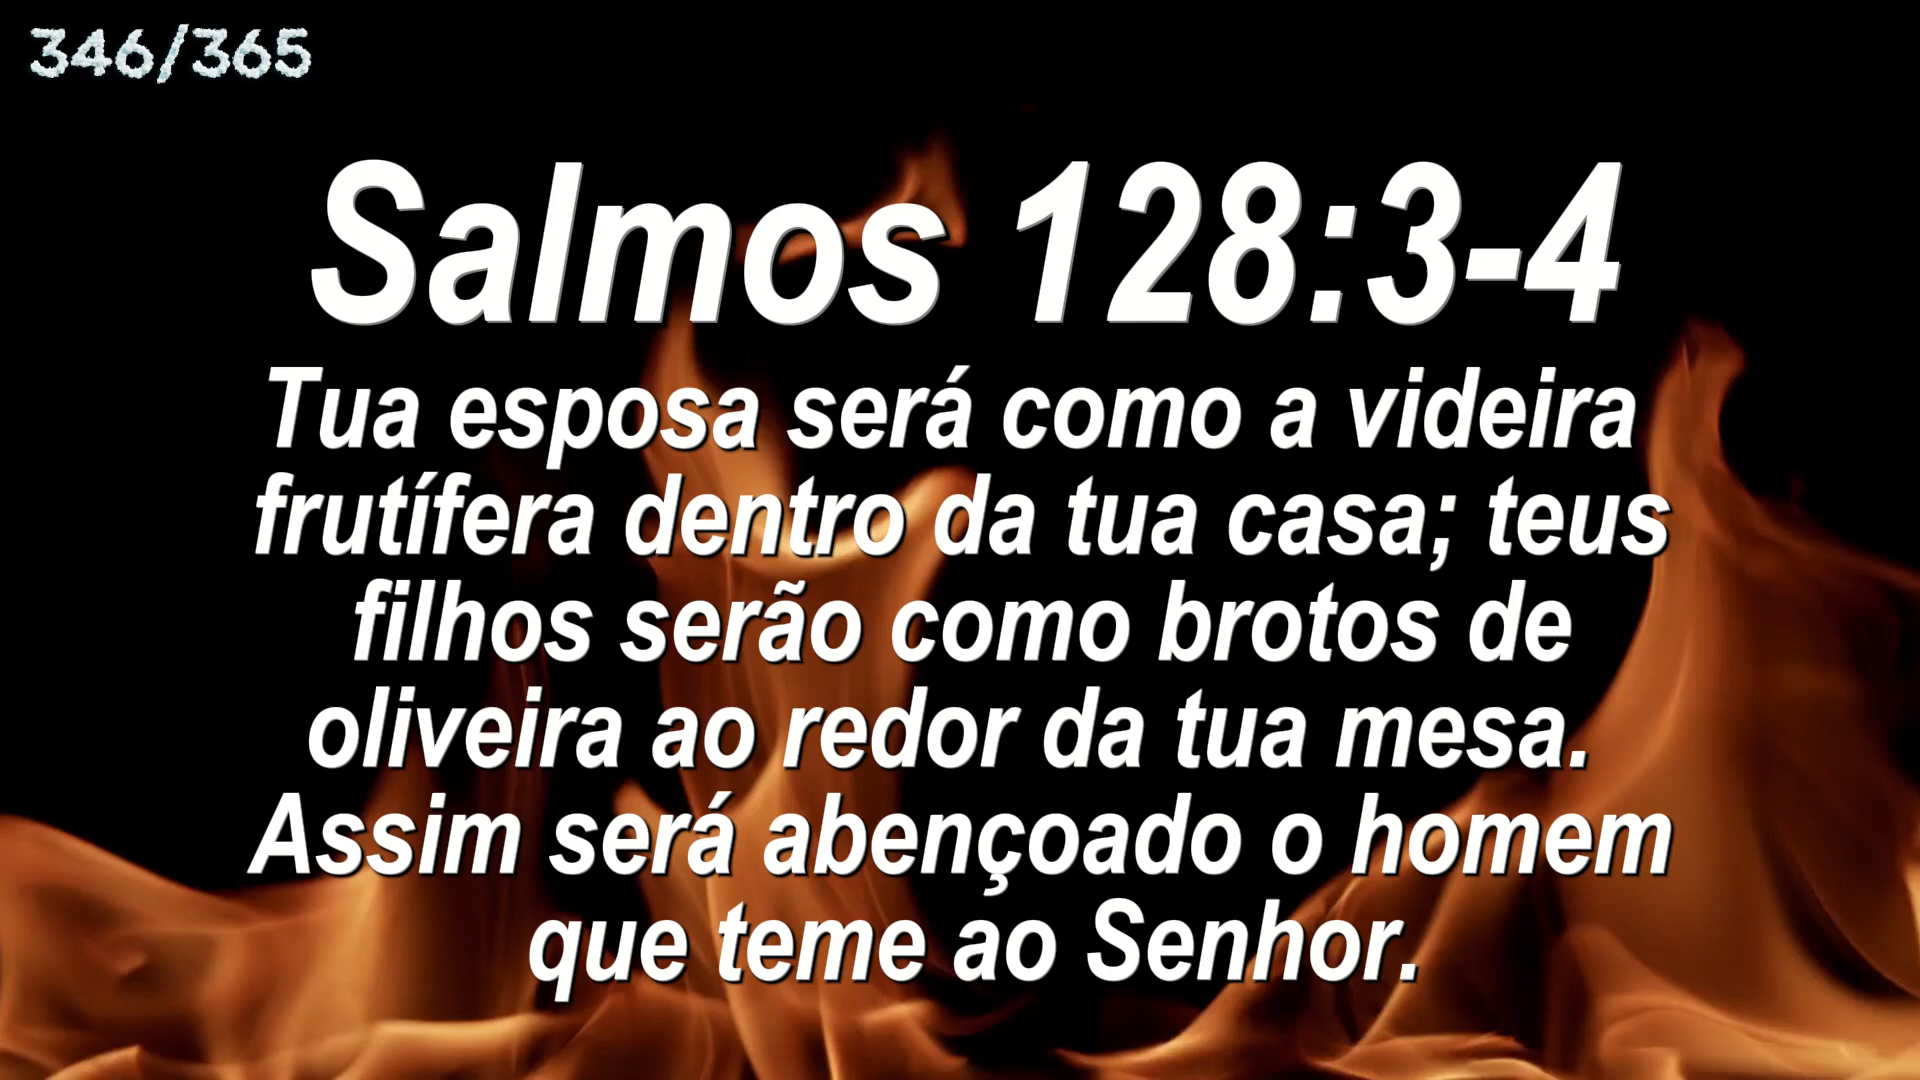 346/365
Salmos 128:3-4
Tua esposa será como a videira
frutífera dentro da tua casa; teus
filhos serão como brotos de
oliveira ao redor da tua mesa.
Assim será abençoado o homem
que teme ao Senhor.